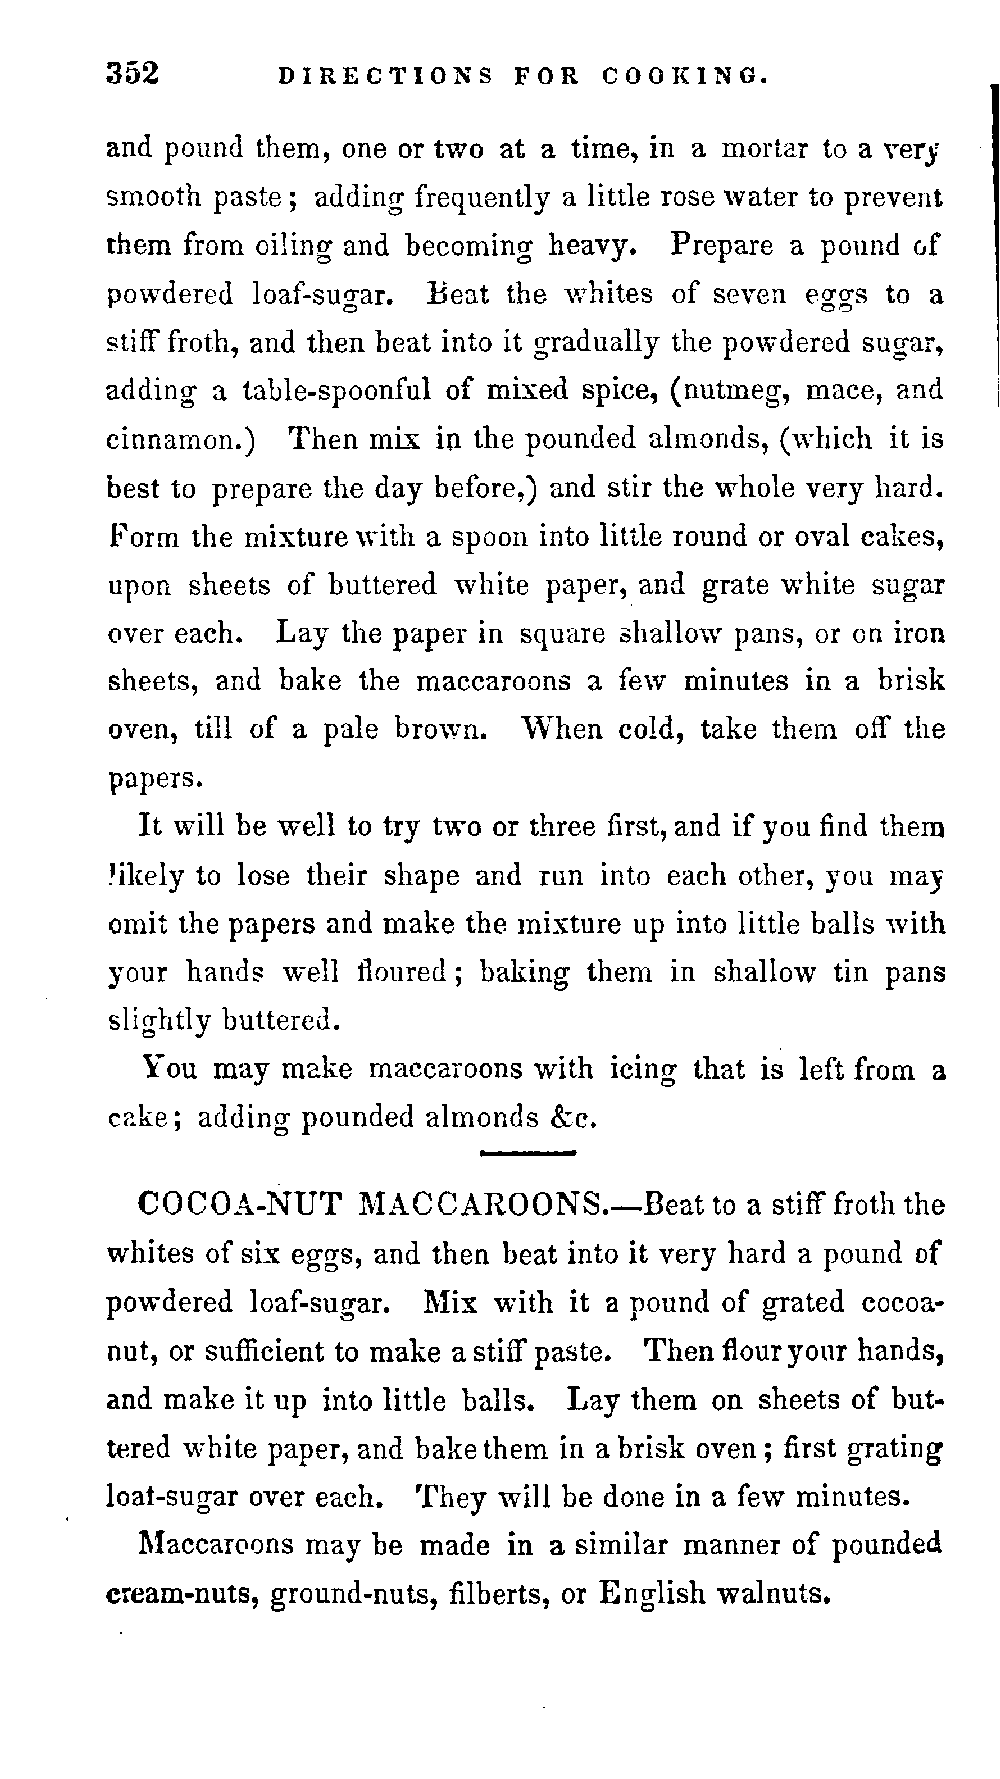 352 DIRECTIONS FOR COOKING.
and pound them, one or two at a time, in a mortar to a very
smooth paste; adding frequently a little rose water to prevent
them from oiling and becoming heavy. Prepare a pound of
powdered loaf-sugar. Beat the whites of seven eggs to a
stiff froth, and then beat into it gradually the powdered sugar,
adding a table-spoonful of mixed spice, (nutmeg, mace, and
cinnamon.) Then mix in the pounded almonds, (which it is
best to prepare the day before,) and stir the whole very hard.
Form the mixture with a spoon into little round or oval cakes,
upon sheets of buttered white paper, and grate white sugar
over each. Lay the paper in square shallow pans, or on iron
sheets, and bake the maccaroons a few minutes in a brisk
oven, till of a pale brown. When cold, take them off the
papers.
It will be well to try two or three first, and if you find them
likely to lose their shape and run into each other, you may
omit the papers and make the mixture up into little balls with
your hands well floured; baking them in shallow tin pans
slightly buttered.
You may make maccaroons with icing that is left from a
cake; adding pounded almonds &c.
COCOA-NUT MACCAROONS.—Beat to a stiff froth the
whites of six eggs, and then beat into it very hard a pound of
powdered loaf-sugar. Mix with it a pound of grated cocoa-
nut, or sufficient to make a stiff paste. Then flour your hands,
and make it up into little balls. Lay them on sheets of but-
tered white paper, and bake them in a brisk oven; first grating
loaf-sugar over each. They will be done in a few minutes.
Maccaroons may be made in a similar manner of pounded
cream-nuts, ground-nuts, filberts, or English walnuts.